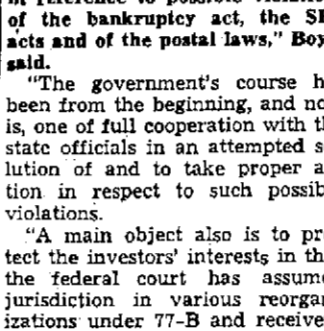 in reference to possible
of the bankruptcy act, the S
acts and of the postal laws," Boy
said.
"The government's course h
been from the beginning, and no
is, one of full cooperation with th
state officials in an attempted s
lution of and to take proper a
tion in respect to such possib
violations.
"A main object also is to pr
tect the investors' interests in th
the federal court has assum
jurisdiction in various reorga
izations under 77-B and receive